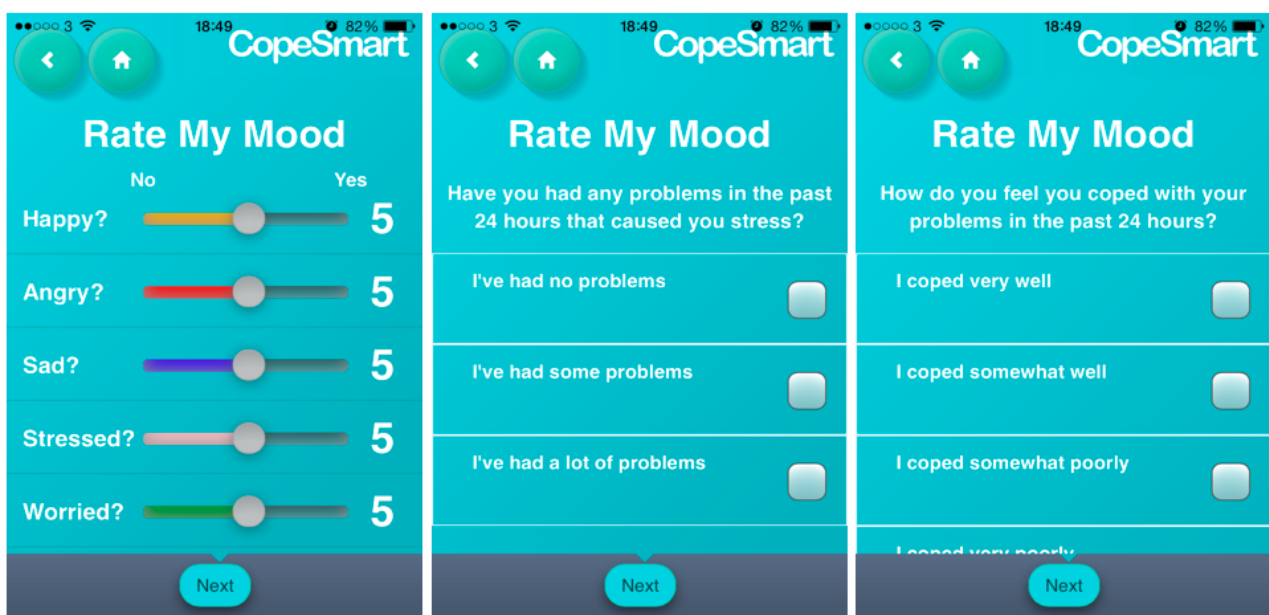 3 18:49 82%
CopeSmart
Rate My Mood
No Yes
Happy? 5
Angry? 5
Sad? 5
Stressed? 5
Worried? 5
Next
3 18:49 82%
CopeSmart
Rate My Mood
Have you had any problems in the past
24 hours that caused you stress?
I've had no problems
I've had some problems
I've had a lot of problems
Next
3 18:49 82%
CopeSmart
Rate My Mood
How do you feel you coped with your
problems in the past 24 hours?
I coped very well
I coped somewhat well
I coped somewhat poorly
I coped very poorly
Next